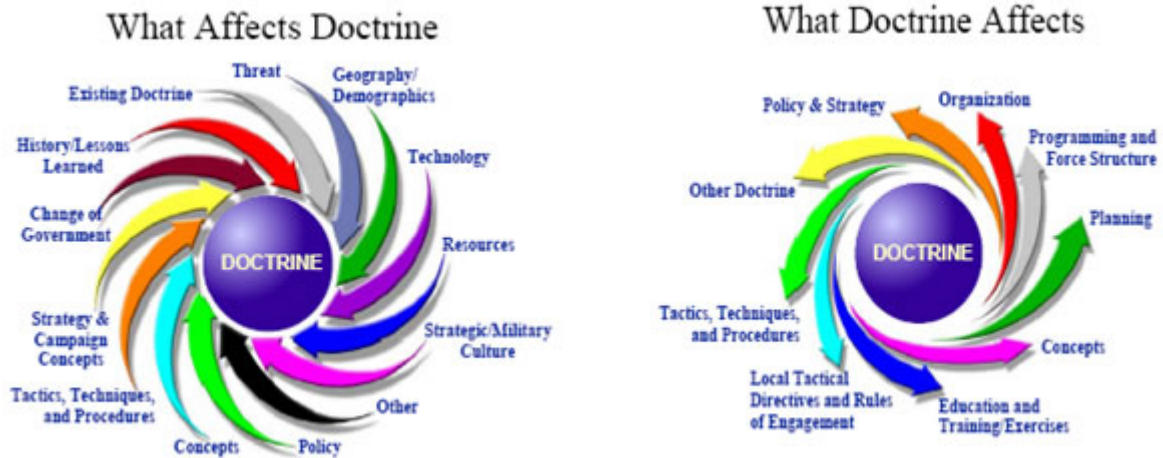 What Affects Doctrine
Threat
Geography/
Demographics
Existing Doctrine
History/Lessons
Learned
Technology
Change of
Government
DOCTRINE
Resources
Strategy &
Campaign
Concepts
Strategic/Military
Culture
Tactics, Techniques,
and Procedures
Other
Concepts
Policy
What Doctrine Affects
Policy & Strategy
Organization
Programming and
Force Structure
Other Doctrine
Planning
DOCTRINE
Tactics, Techniques,
and Procedures
Concepts
Local Tactical
Directives and Rules
of Engagement
Education and
Training/Exercises